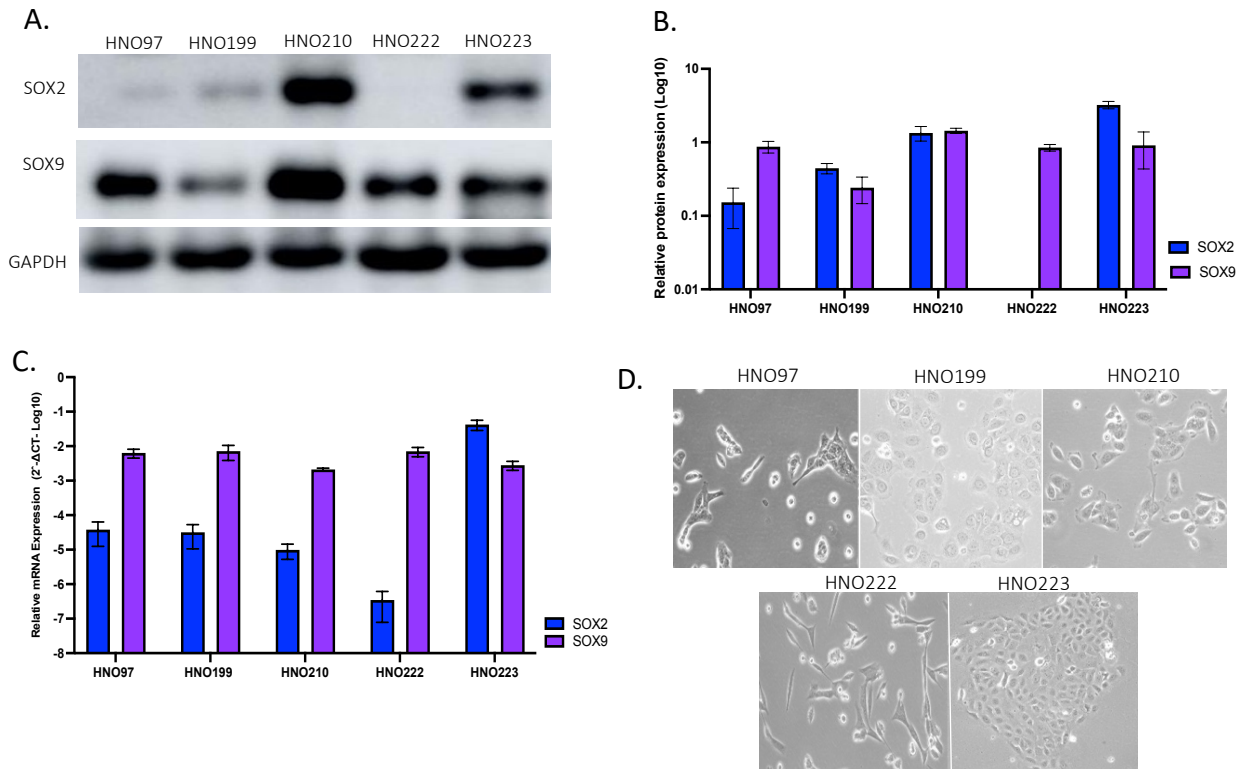 A.
HNO97 HNO199 HNO210 HNO222 HNO223
SOX2
SOX9
GAPDH
B.
Relative protein expression (Log10)
10
1
0.1
0.01
HNO97 HNO199 HNO210 HNO222 HNO223
SOX2
SOX9
C.
Relative mRNA Expression (2^-ΔCT- Log10)
0
-1
-2
-3
-4
-5
-6
-7
-8
HNO97 HNO199 HNO210 HNO222 HNO223
SOX2
SOX9
D.
HNO97 HNO199 HNO210
HNO222 HNO223